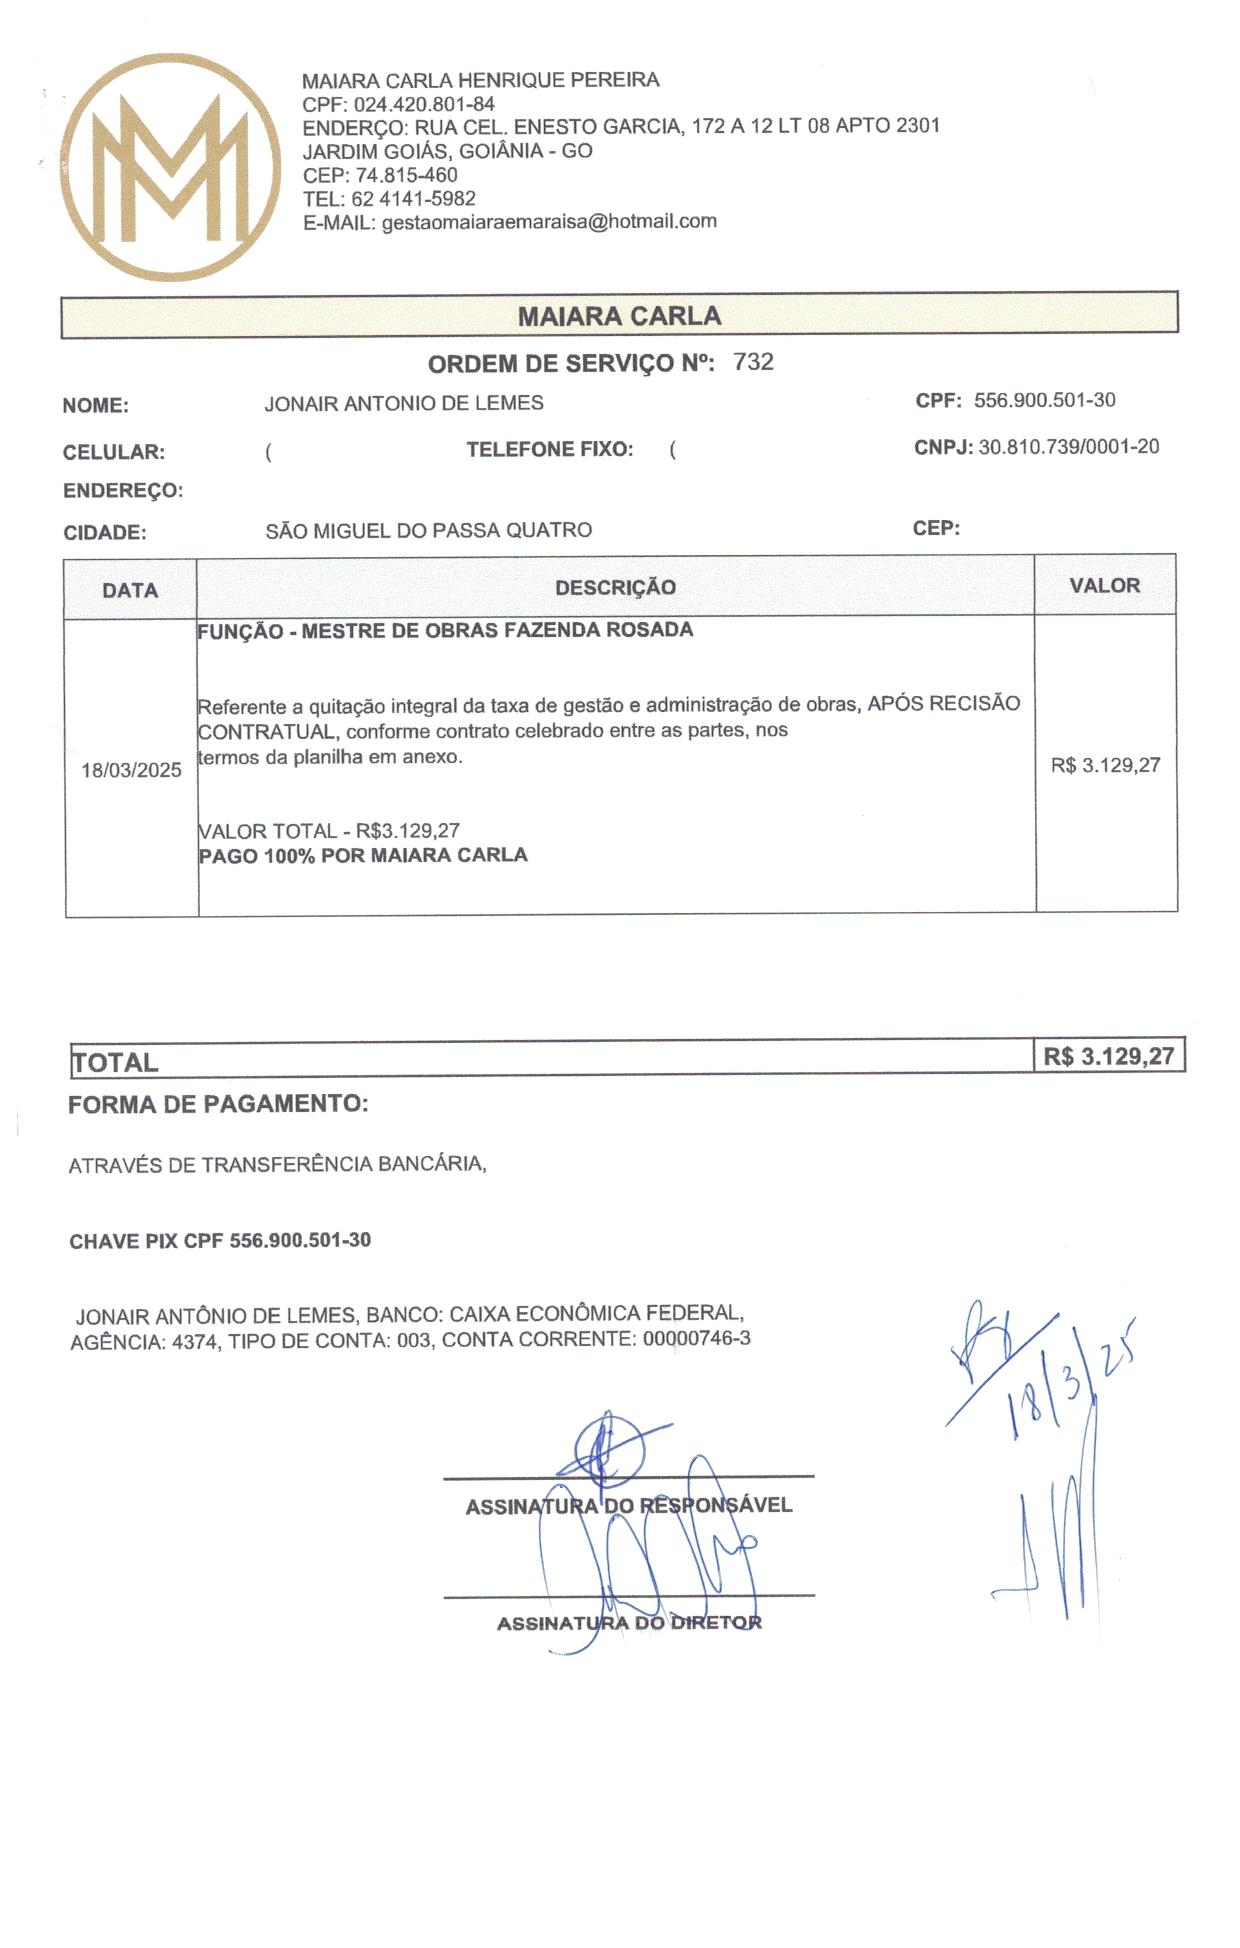 MM
MAIARA CARLA HENRIQUE PEREIRA
CPF: 024.420.801-84
ENDERÇO: RUA CEL. ENESTO GARCIA, 172 A 12 LT 08 APTO 2301
JARDIM GOIÁS, GOIÂNIA - GO
CEP: 74.815-460
TEL: 62 4141-5982
E-MAIL: gestaomaiaraemaraisa@hotmail.com
MAIARA CARLA
ORDEM DE SERVIÇO Nº: 732
NOME: JONAIR ANTONIO DE LEMES CPF: 556.900.501-30
CELULAR: ( TELEFONE FIXO: ( CNPJ: 30.810.739/0001-20
ENDEREÇO:
CIDADE: SÃO MIGUEL DO PASSA QUATRO CEP:
DATA DESCRIÇÃO VALOR
FUNÇÃO - MESTRE DE OBRAS FAZENDA ROSADA
Referente a quitação integral da taxa de gestão e administração de obras, APÓS RECISÃO
CONTRATUAL, conforme contrato celebrado entre as partes, nos
termos da planilha em anexo.
18/03/2025 R$ 3.129,27
VALOR TOTAL - R$3.129,27
PAGO 100% POR MAIARA CARLA
TOTAL R$ 3.129,27
FORMA DE PAGAMENTO:
ATRAVÉS DE TRANSFERÊNCIA BANCÁRIA,
CHAVE PIX CPF 556.900.501-30
JONAIR ANTÔNIO DE LEMES, BANCO: CAIXA ECONÔMICA FEDERAL,
AGÊNCIA: 4374, TIPO DE CONTA: 003, CONTA CORRENTE: 00000746-3
18/3/25
ASSINATURA DO RESPONSÁVEL
ASSINATURA DO DIRETOR